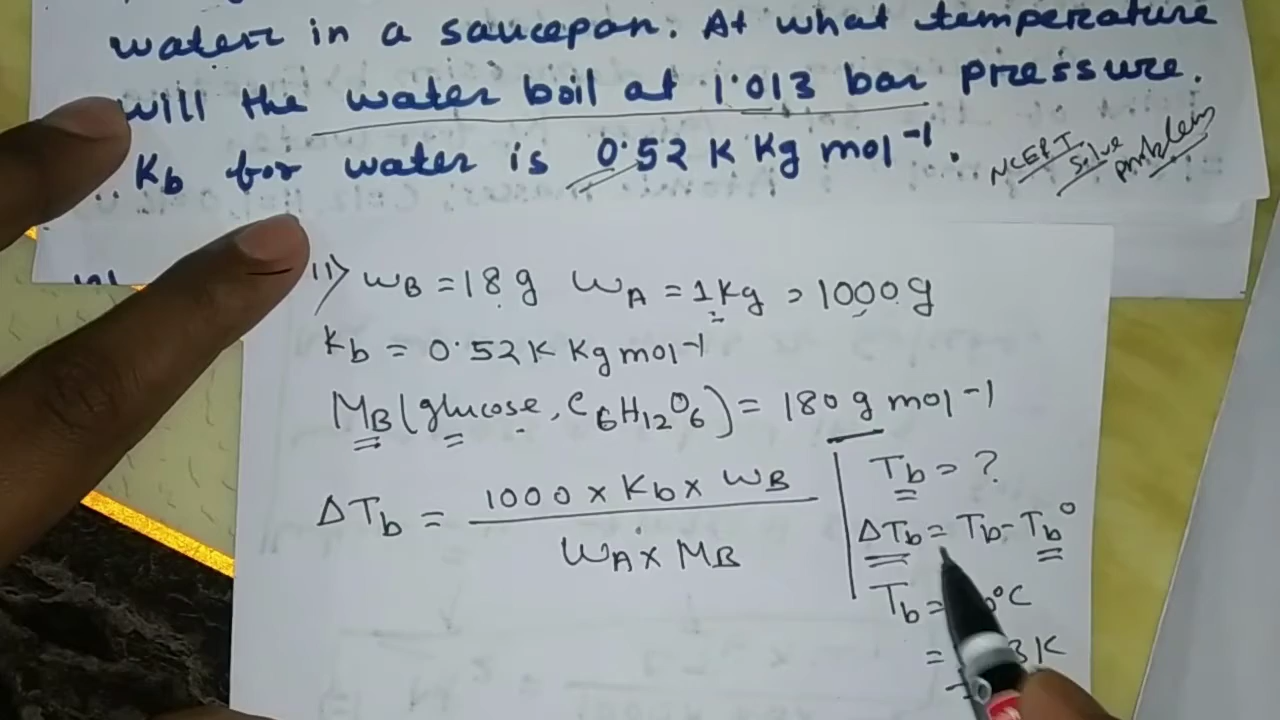 water in a saucepan. At what temperature
will the water boil at 1.013 bar pressure.
Kb for water is 0.52 K Kg mol⁻¹.
NCERT Solve problem
11) WB = 18 g WA = 1 Kg = 1000 g
Kb = 0.52 K Kg mol⁻¹
MB (glucose, C6H12O6) = 180 g mol⁻¹
ΔTb = 1000 × Kb × WB
WA × MB
Tb = ?
ΔTb = Tb - Tb°
Tb = °C
= K